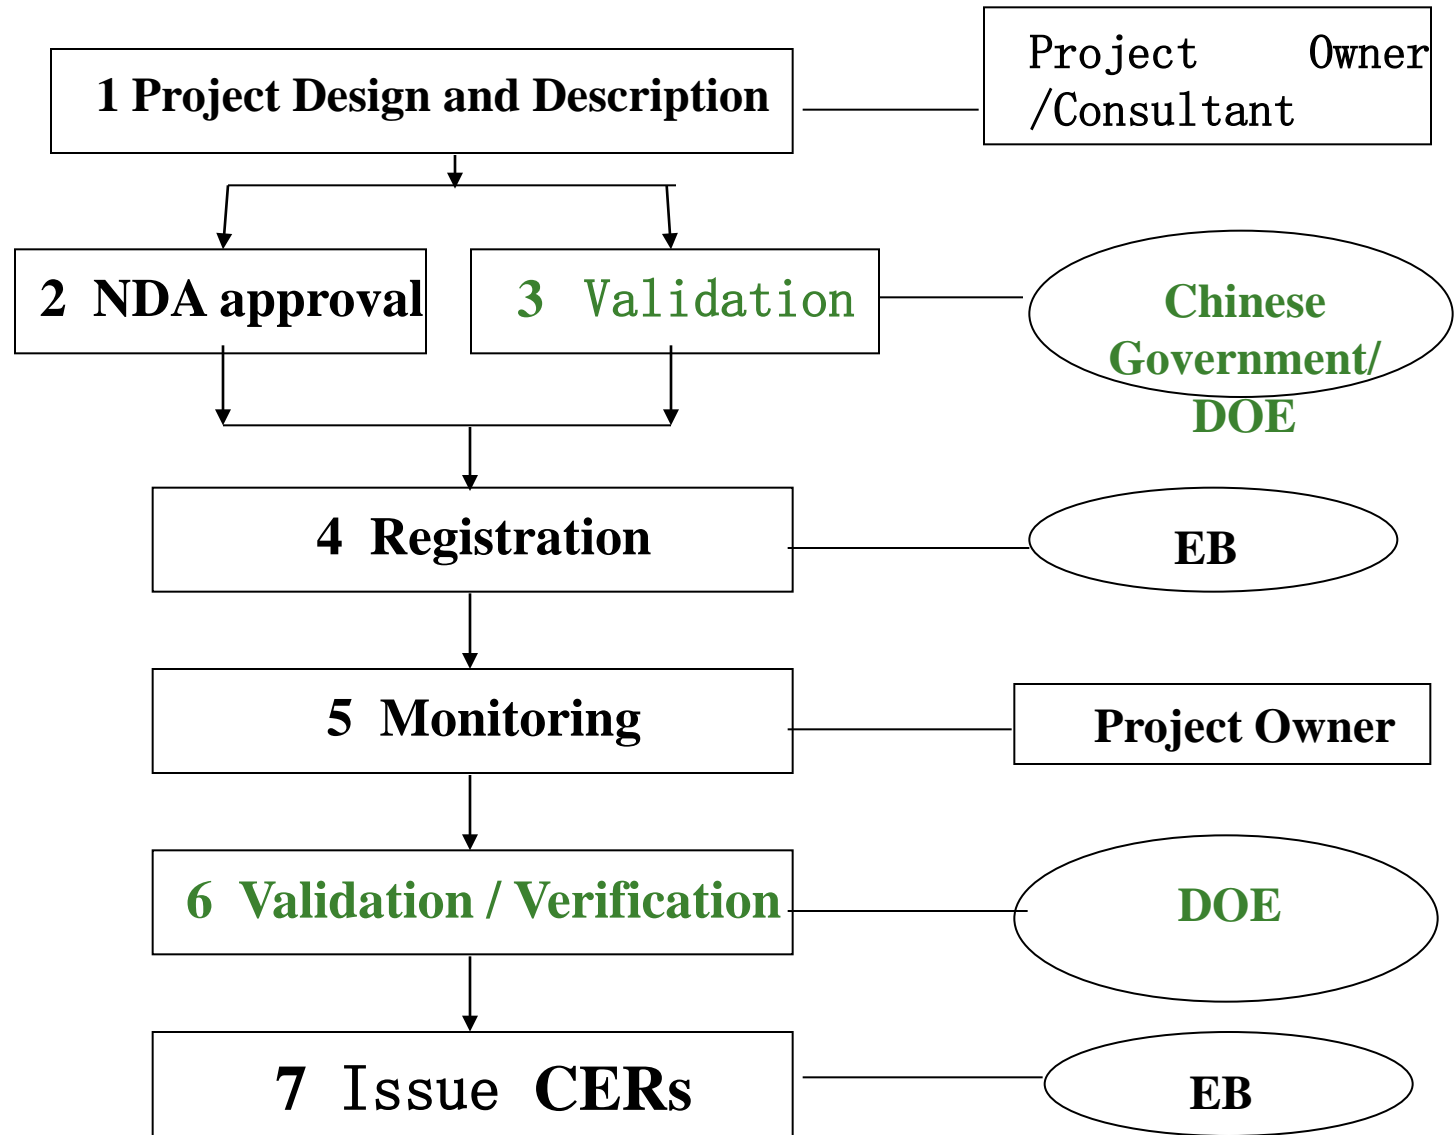 1 Project Design and Description
Project Owner
/Consultant
2 NDA approval
3 Validation
Chinese
Government/
DOE
4 Registration
EB
5 Monitoring
Project Owner
6 Validation / Verification
DOE
7 Issue CERs
EB